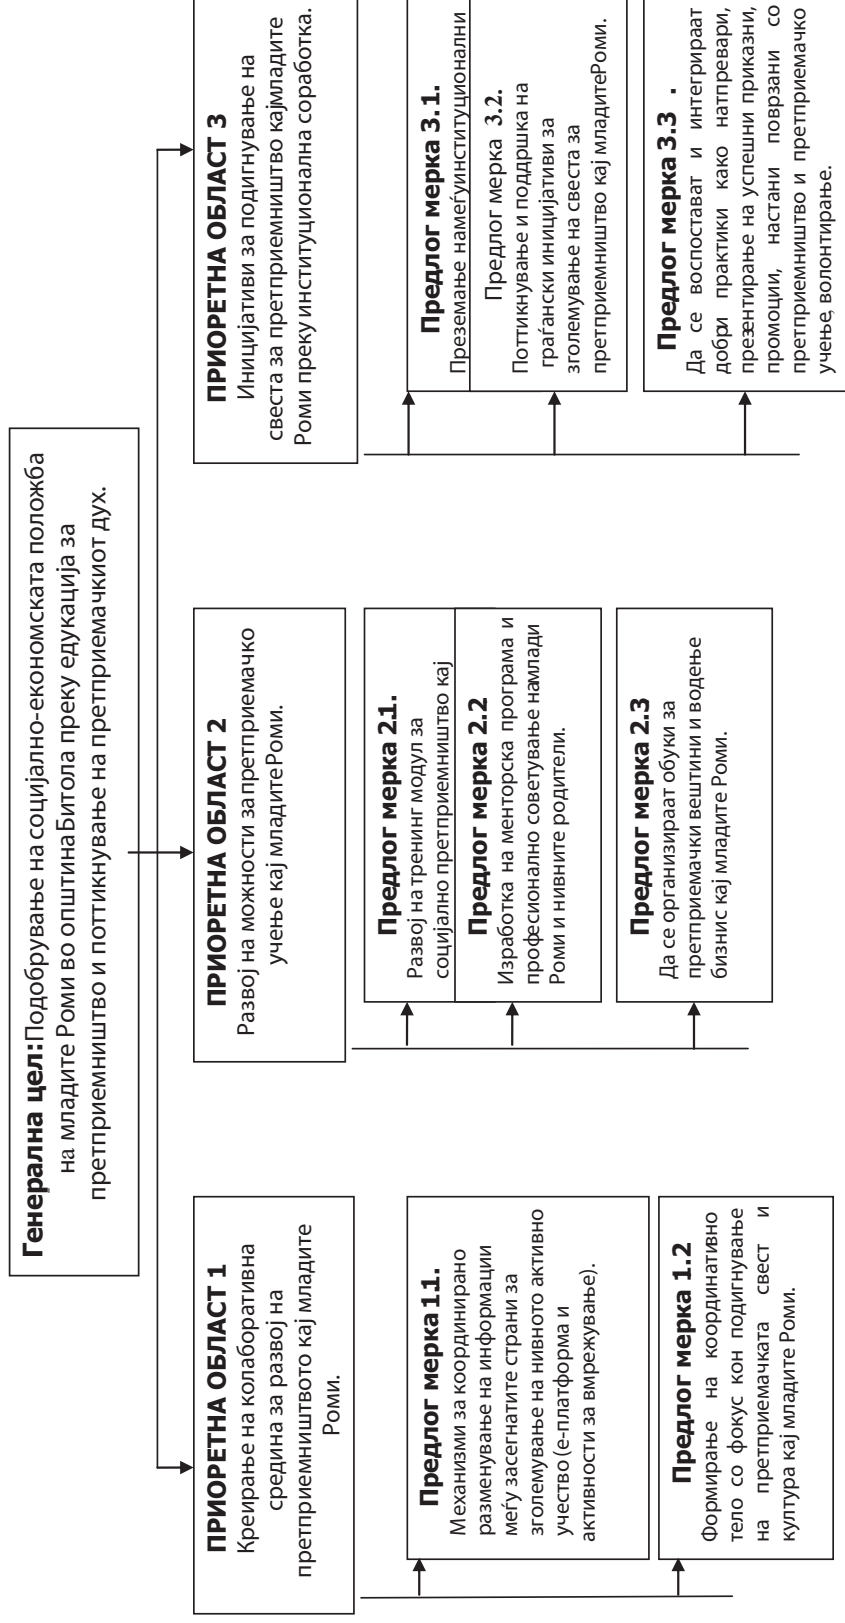 Генерална цел: Подобрување на социјално-економската положба
на младите Роми во општина Битола преку едукација за
претприемништво и поттикнување на претприемачкиот дух.
ПРИОРЕТНА ОБЛАСТ 1
Креирање на колаборативна
средина за развој на
претприемништвото кај младите
Роми.
Предлог мерка 1.1.
Механизми за координирано
разменување на информации
меѓу засегнатите страни за
зголемување на нивното активно
учество (е-платформа и
активности за вмрежување).
Предлог мерка 1.2
Формирање на координативно
тело со фокус кон подигнување
на претприемачката свест и
култура кај младите Роми.
ПРИОРЕТНА ОБЛАСТ 2
Развој на можности за претприемачко
учење кај младите Роми.
Предлог мерка 2.1.
Развој на тренинг модул за
социјално претприемништво кај
Предлог мерка 2.2
Изработка на менторска програма и
професионално советување на млади
Роми и нивните родители.
Предлог мерка 2.3
Да се организираат обуки за
претприемачки вештини и водење
бизнис кај младите Роми.
ПРИОРЕТНА ОБЛАСТ 3
Иницијативи за подигнување на
свеста за претприемништво кај младите
Роми преку институционална соработка.
Предлог мерка 3.1.
Преземање на меѓуинституционални
Предлог мерка 3.2.
Поттикнување и поддршка на
граѓански иницијативи за
зголемување на свеста за
претприемништво кај младите Роми.
Предлог мерка 3.3 .
Да се воспостават и интегрираат
добри практики како натпревари,
презентирање на успешни приказни,
промоции, настани поврзани со
претприемништво и претприемачко
учење, волонтирање.